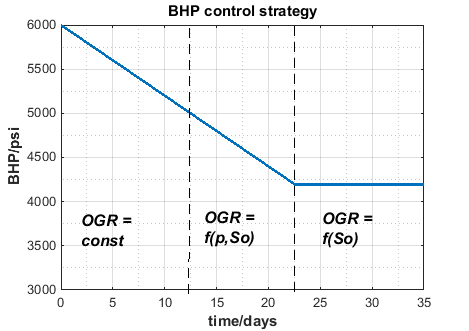 BHP control strategy
6000
5500
5000
4500
4000
3500
3000
BHP/psi
OGR =
const
OGR =
f(p,So)
OGR =
f(So)
0 5 10 15 20 25 30 35
time/days